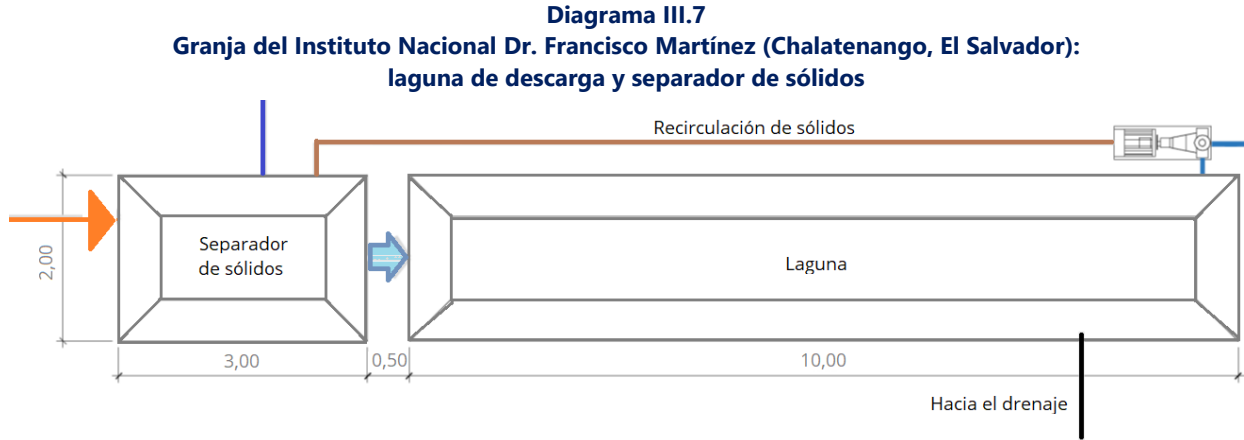 Diagrama III.7
Granja del Instituto Nacional Dr. Francisco Martínez (Chalatenango, El Salvador):
laguna de descarga y separador de sólidos
Recirculación de sólidos
2,00
Separador
de sólidos
Laguna
3,00
0,50
10,00
Hacia el drenaje